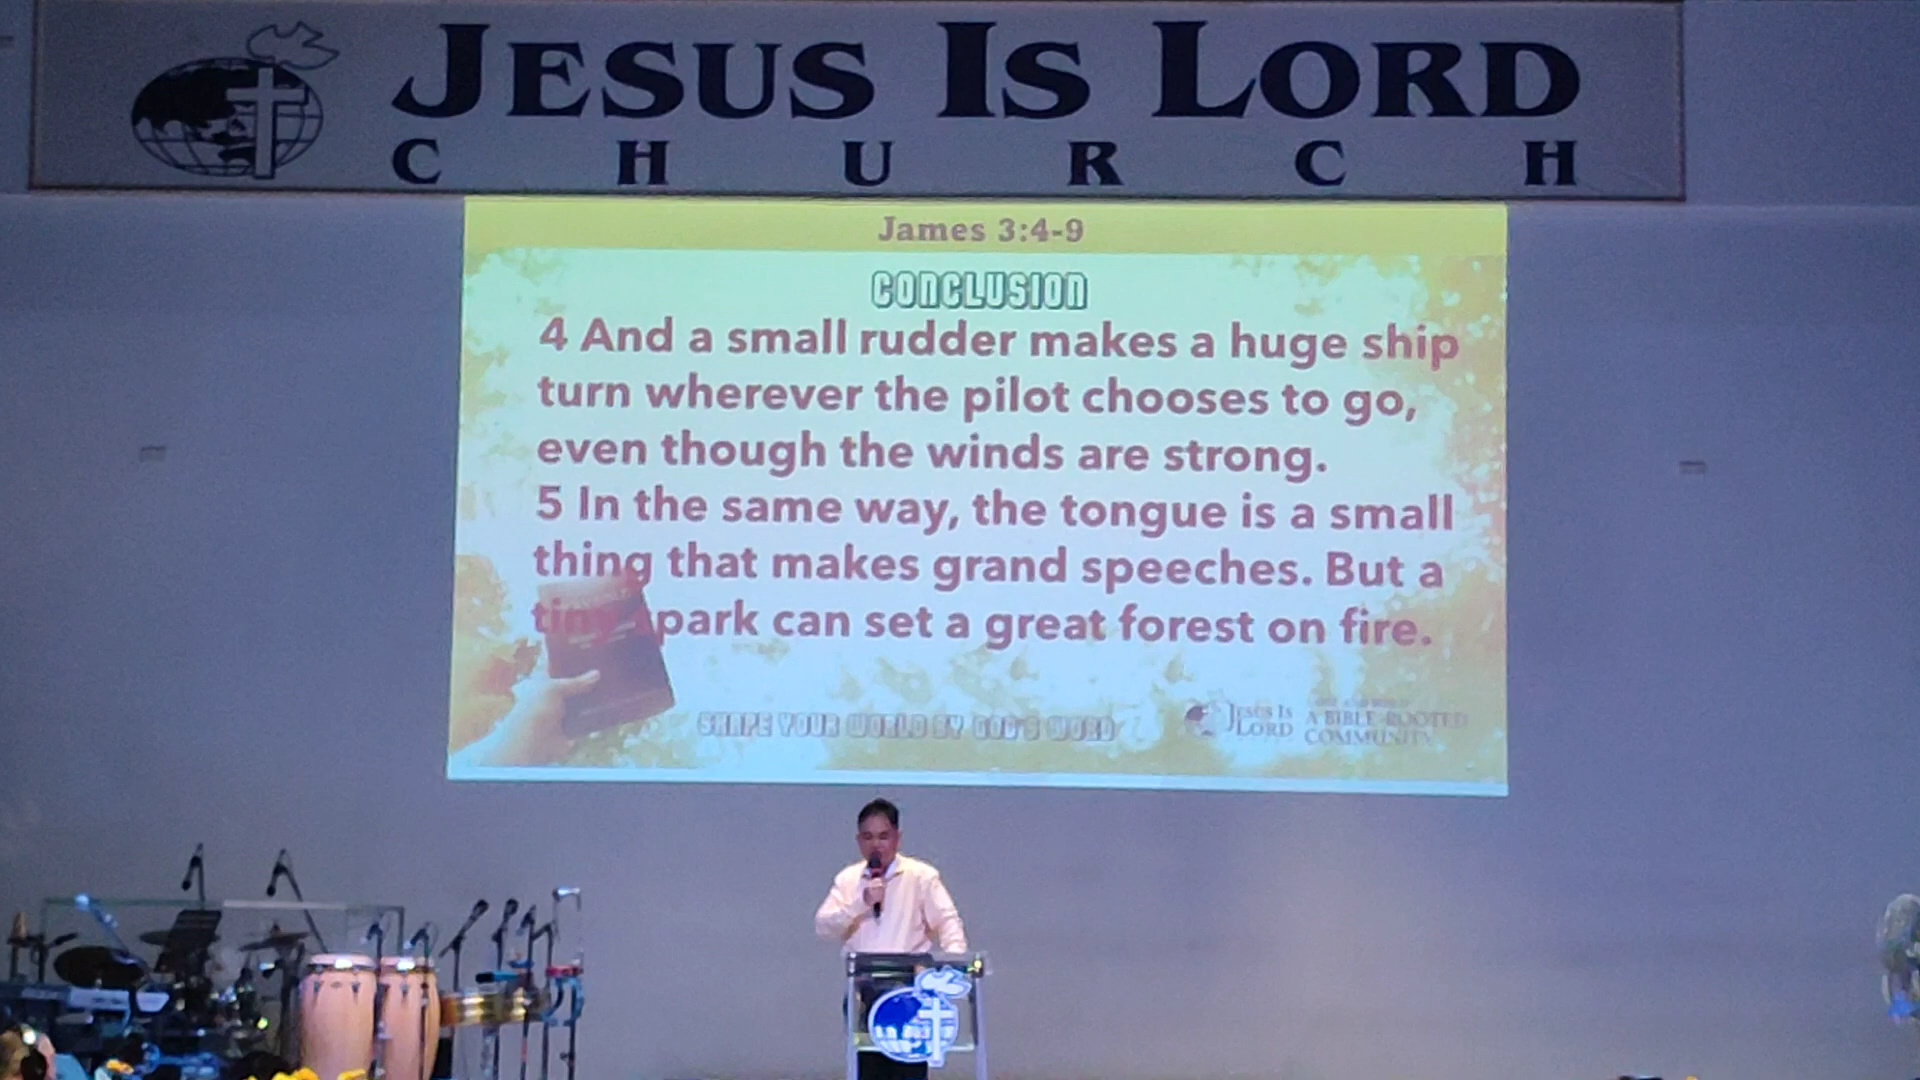 JESUS IS LORD
CHURCH
James 3:4-9
CONCLUSION
4 And a small rudder makes a huge ship
turn wherever the pilot chooses to go,
even though the winds are strong.
5 In the same way, the tongue is a small
thing that makes grand speeches. But a
tiny spark can set a great forest on fire.
SHAPE YOUR WORLD BY GOD'S WORD
JESUS IS
LORD
A BIBLE-ROOTED
COMMUNITY